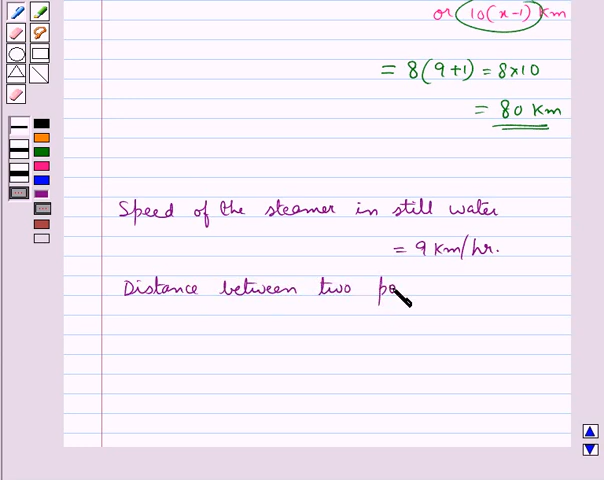 or 10(x-1) Km
= 8(9+1) = 8×10
= 80 Km
Speed of the steamer in still water
= 9 Km/hr.
Distance between two po